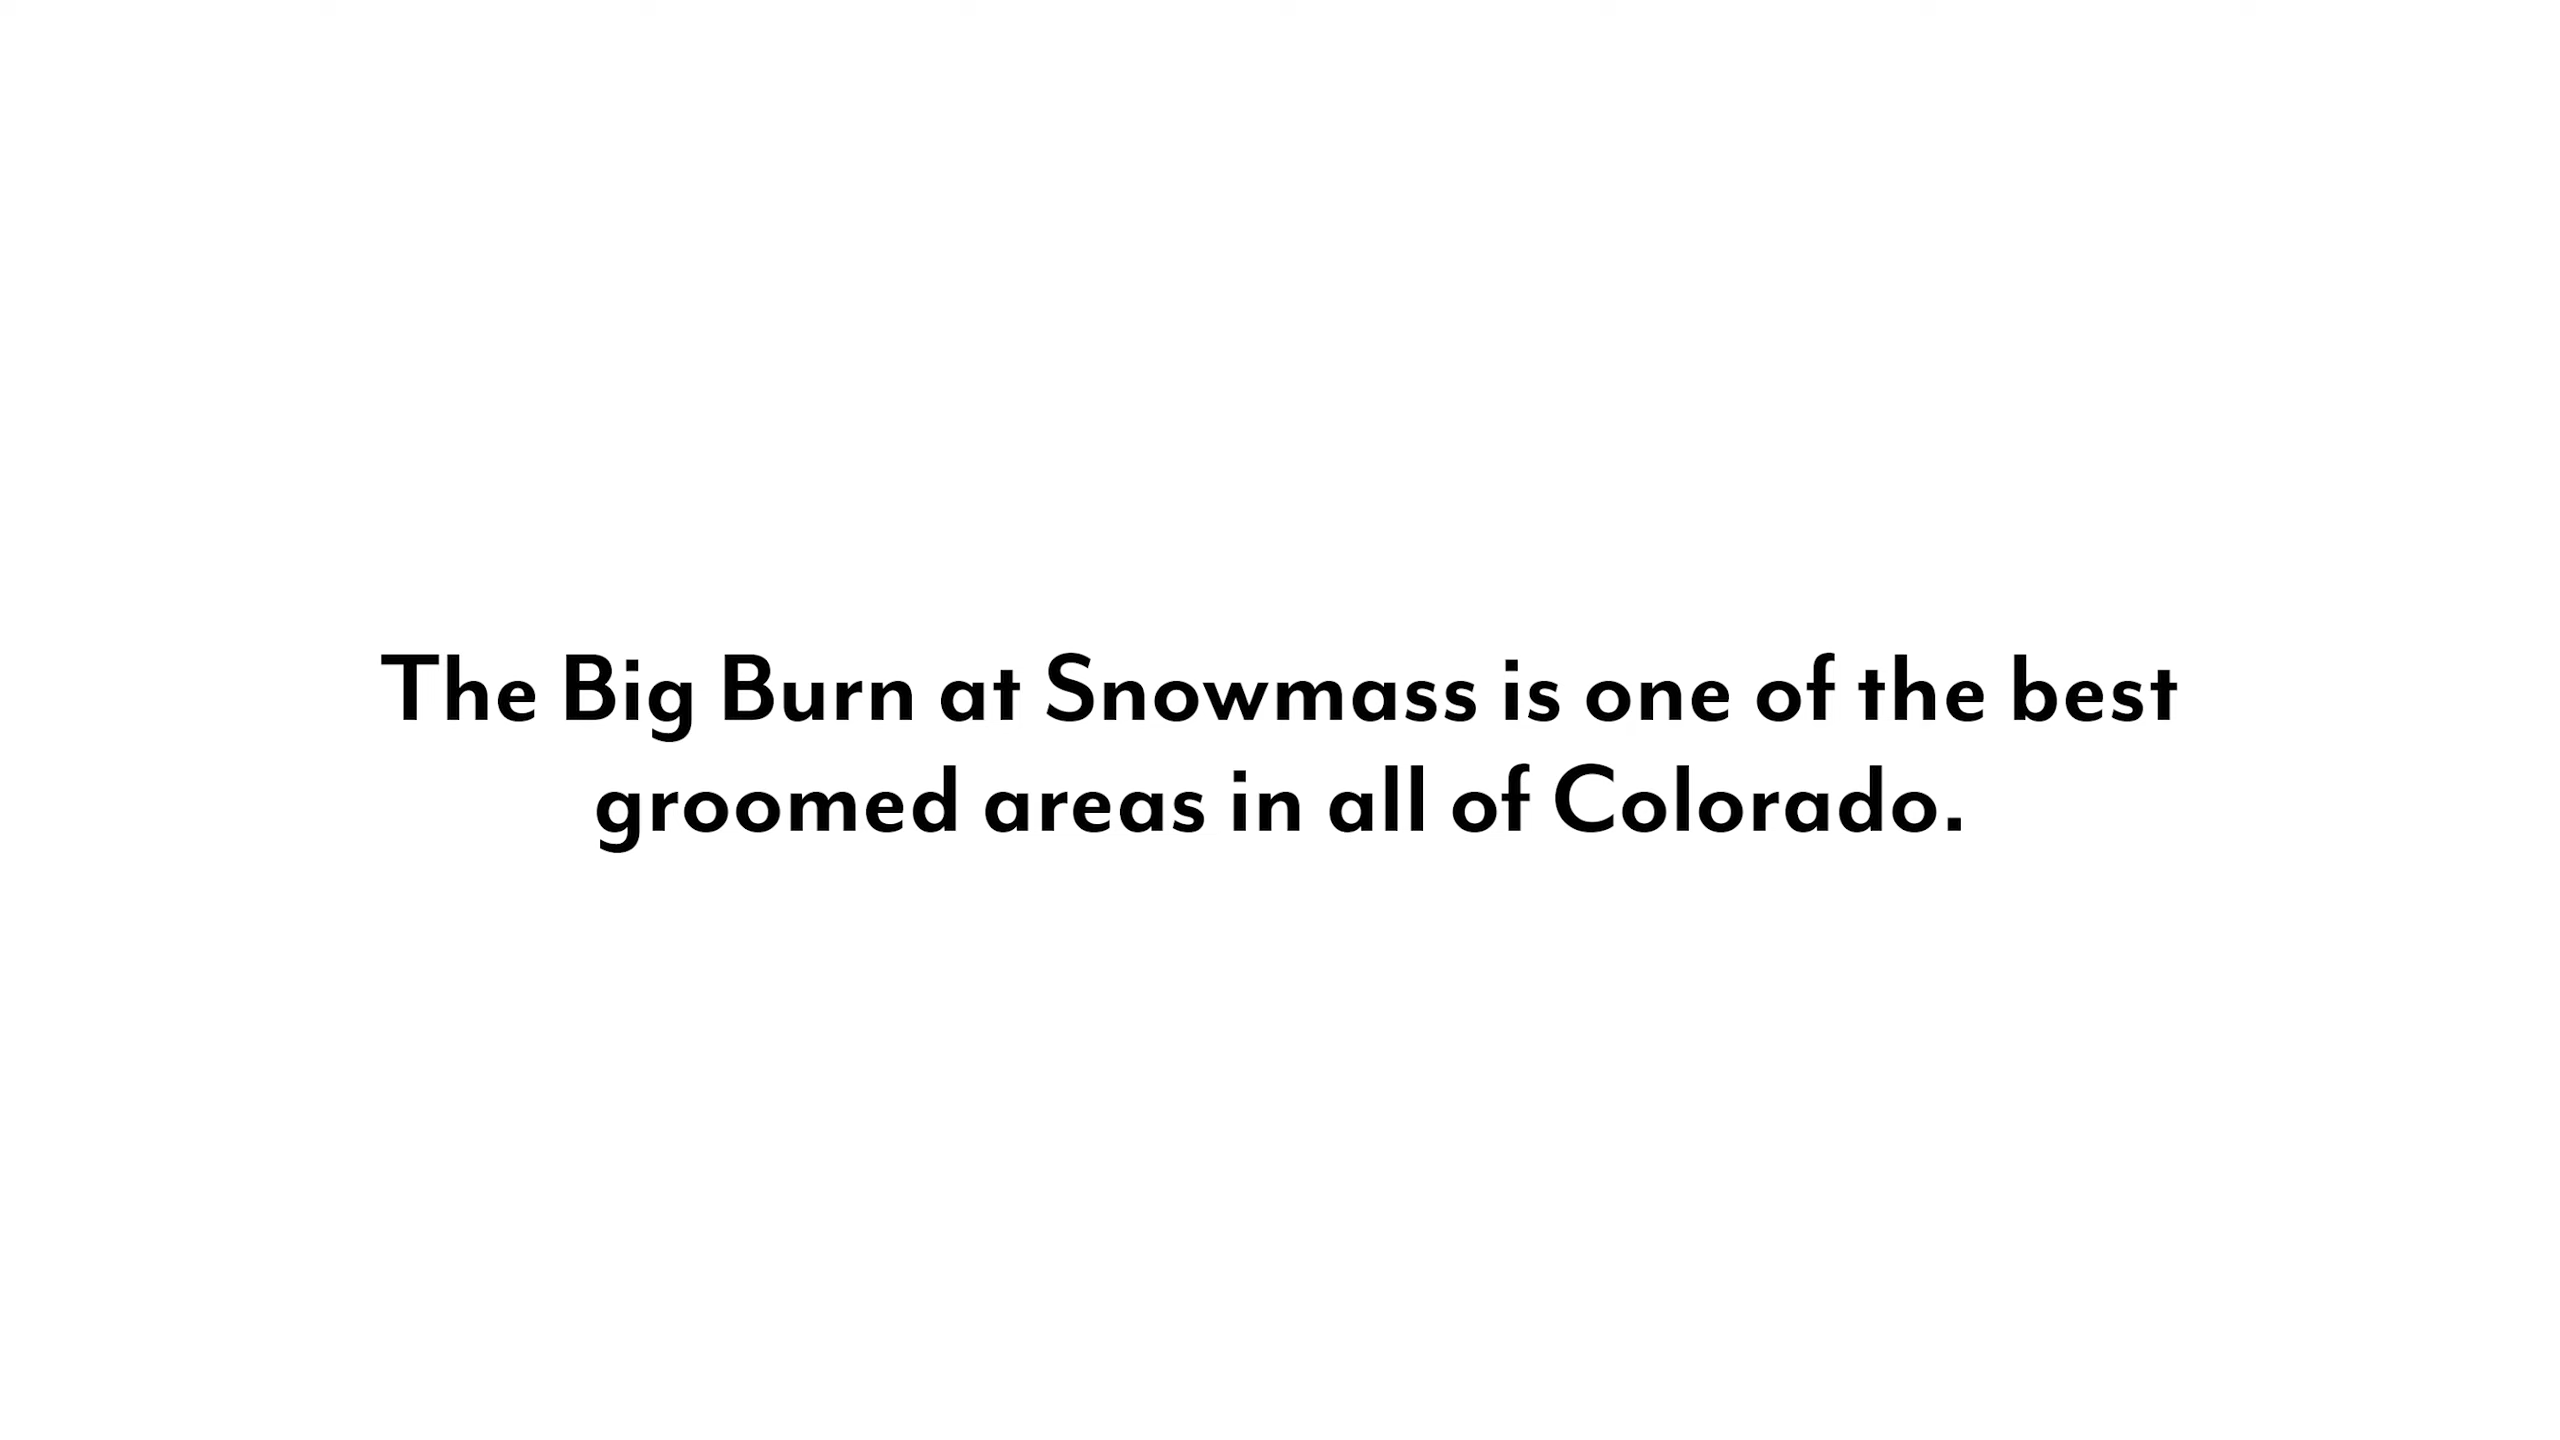 The Big Burn at Snowmass is one of the best
groomed areas in all of Colorado.